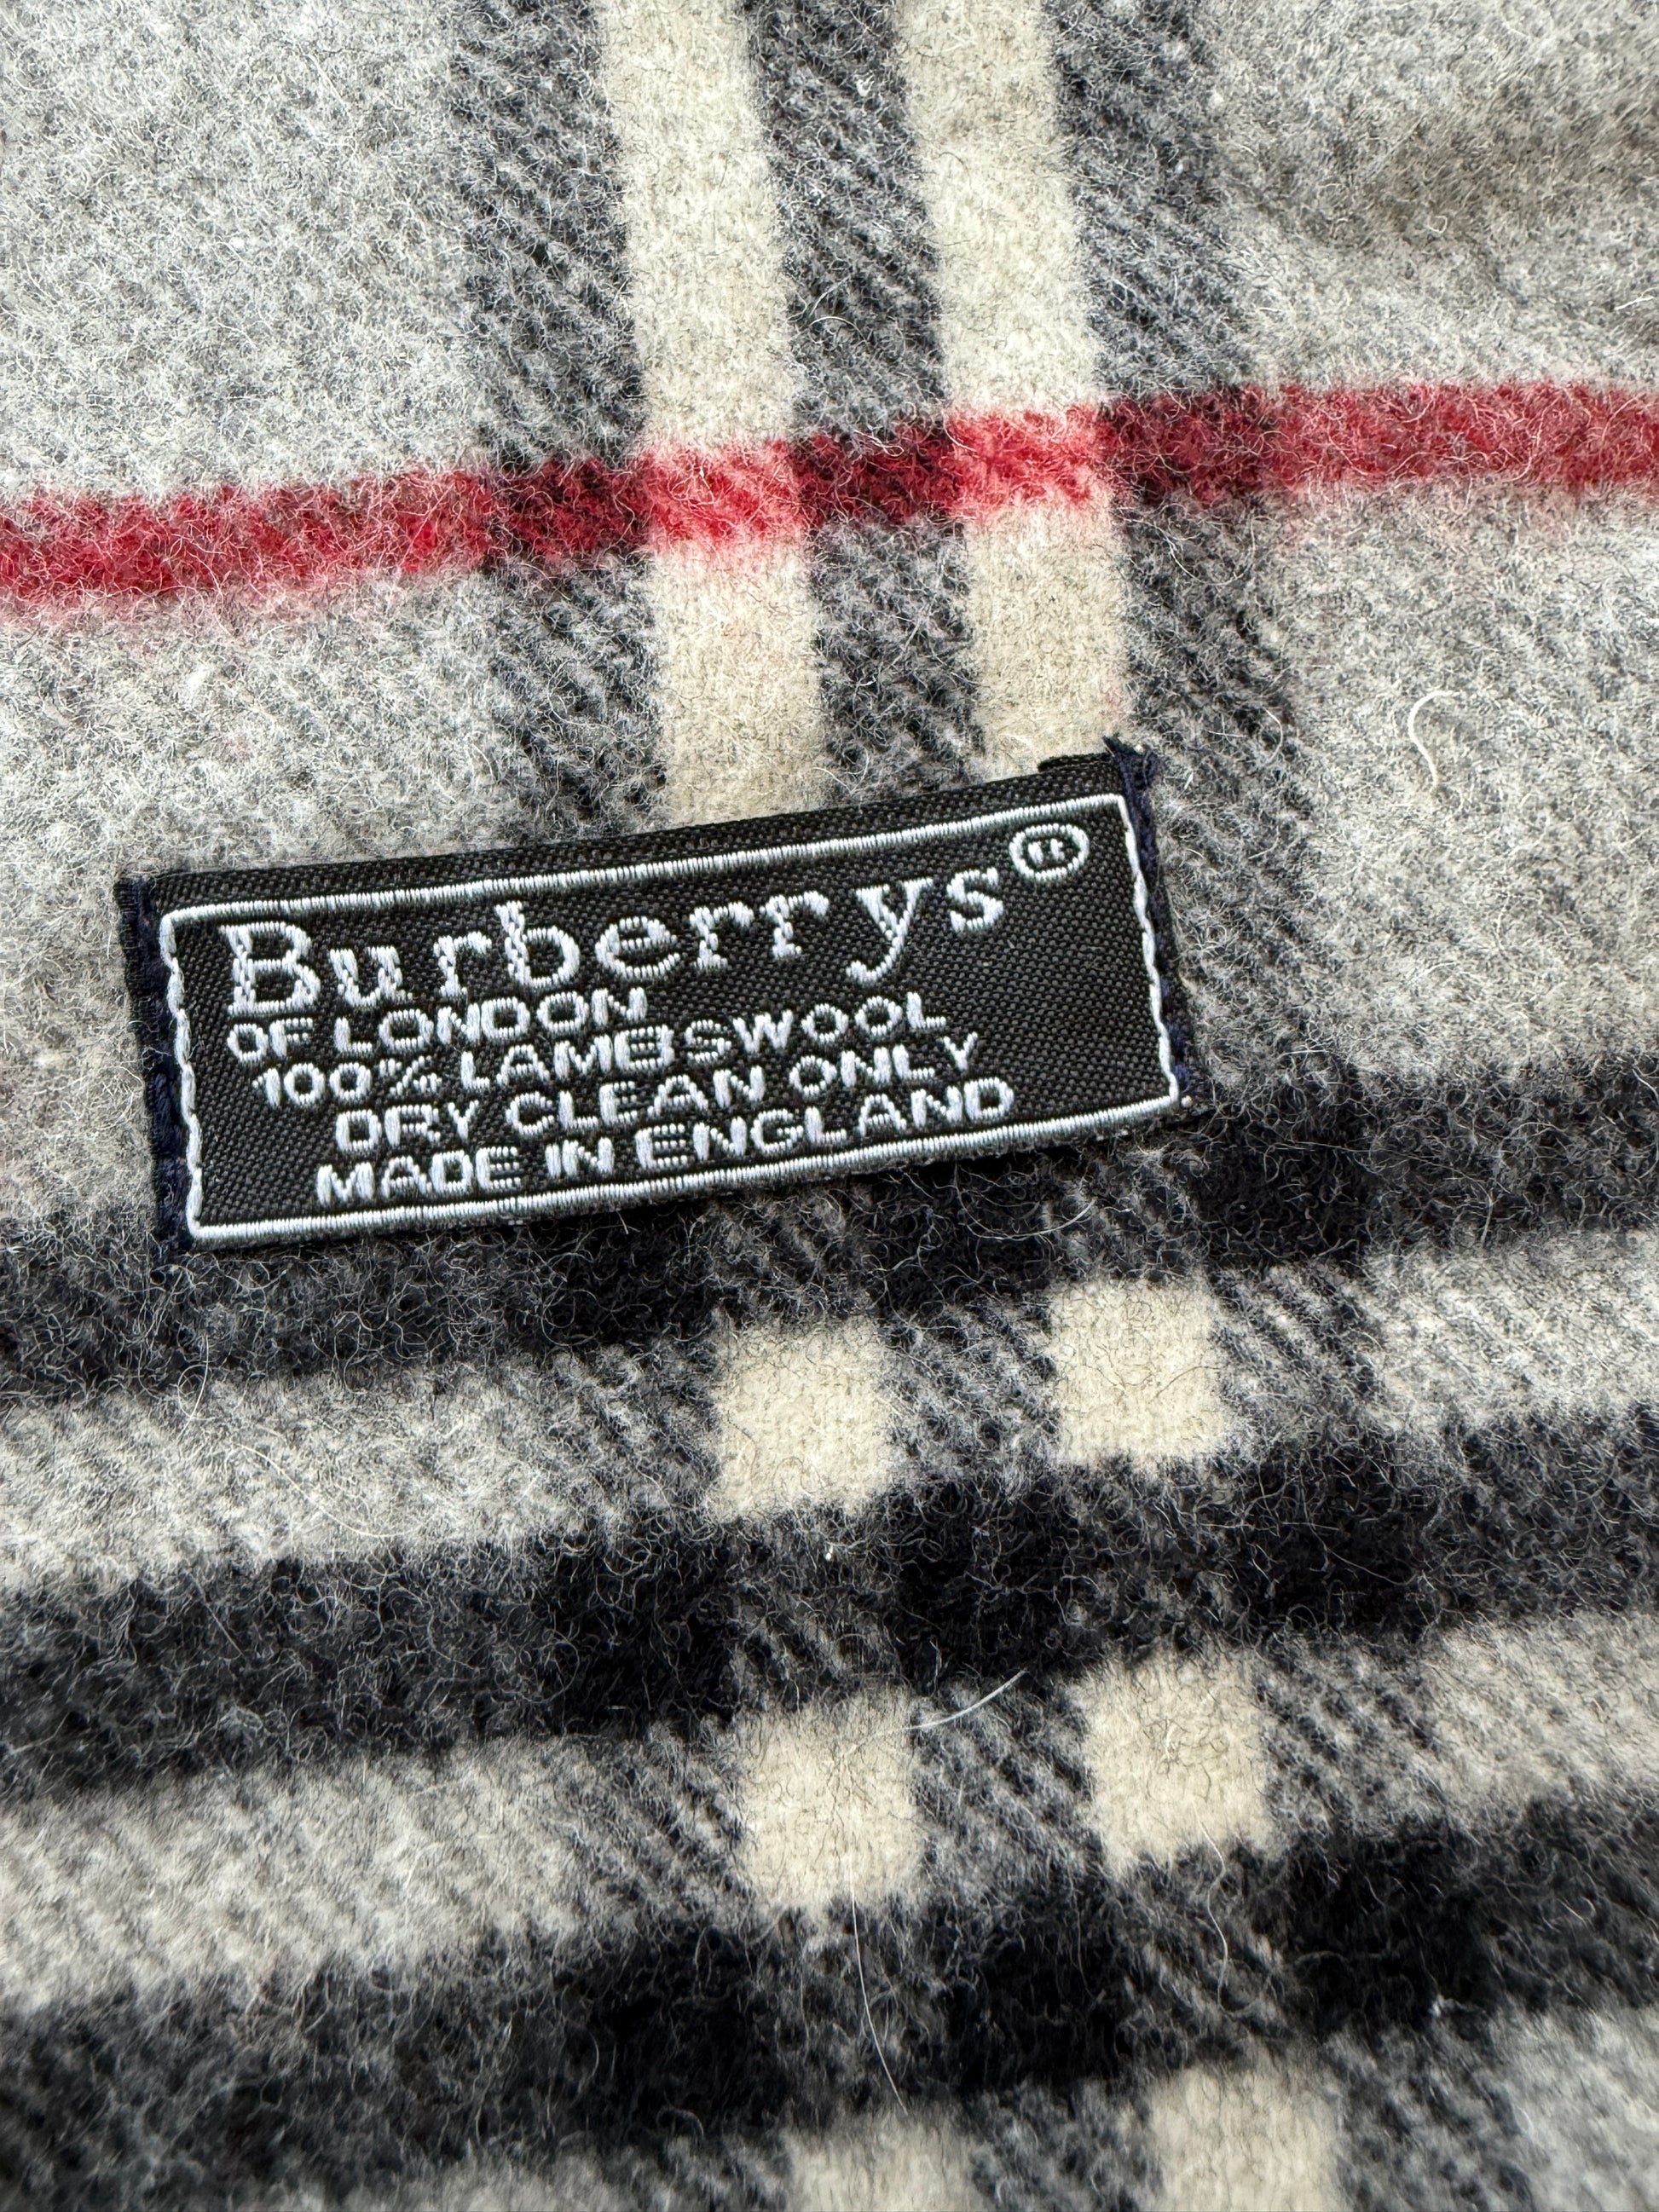 Burberrys®
OF LONDON
100% LAMBSWOOL
DRY CLEAN ONLY
MADE IN ENGLAND